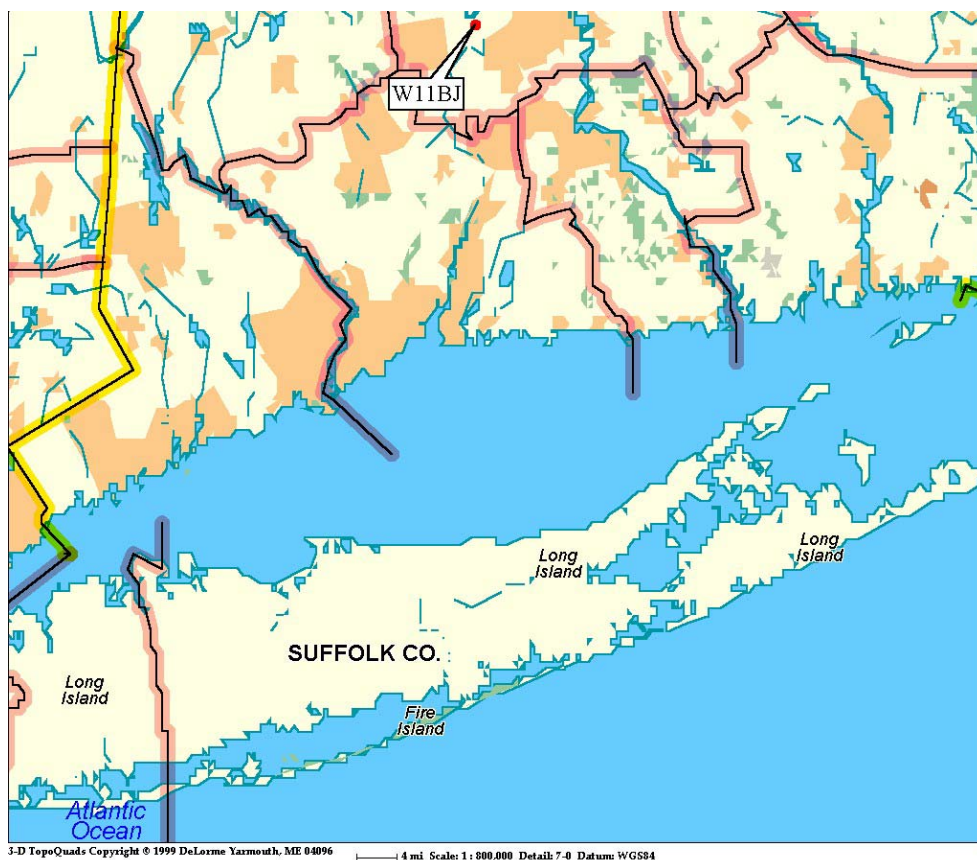 W11BJ
Long
Island
Long
Island
SUFFOLK CO.
Long
Island
Fire
Island
Atlantic
Ocean
3-D TopoQuads Copyright © 1999 DeLorme Yarmouth, ME 04096
4 mi Scale: 1 : 800,000 Detail: 7-0 Datum: WGS84